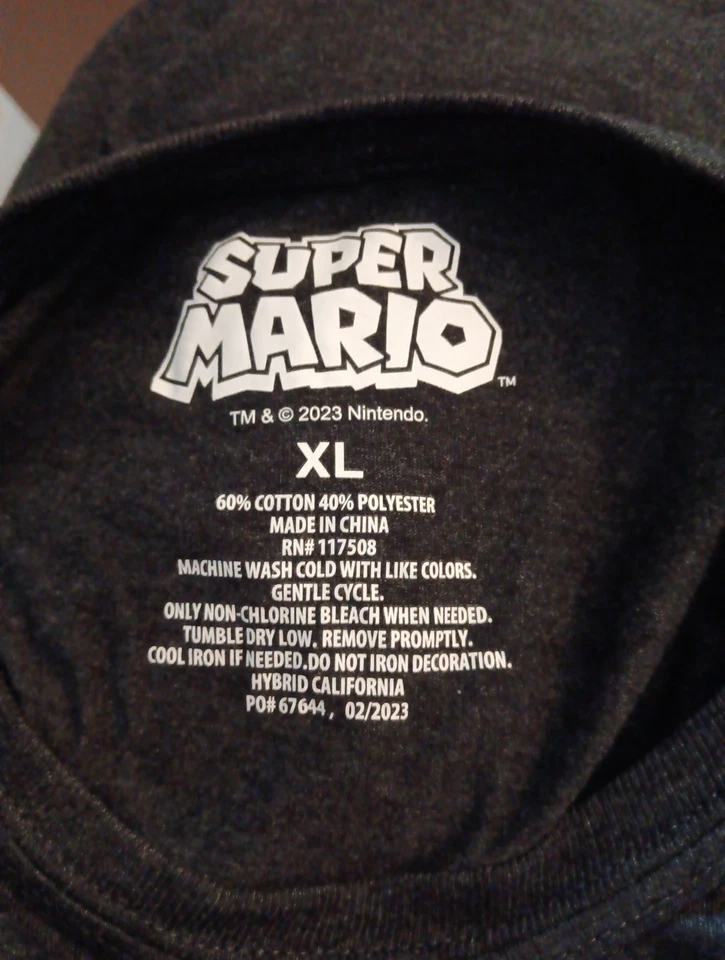 SUPER
MARIO
TM
TM & © 2023 Nintendo.
XL
60% COTTON 40% POLYESTER
MADE IN CHINA
RN# 117508
MACHINE WASH COLD WITH LIKE COLORS.
GENTLE CYCLE.
ONLY NON-CHLORINE BLEACH WHEN NEEDED.
TUMBLE DRY LOW. REMOVE PROMPTLY.
COOL IRON IF NEEDED.DO NOT IRON DECORATION.
HYBRID CALIFORNIA
PO# 67644 , 02/2023